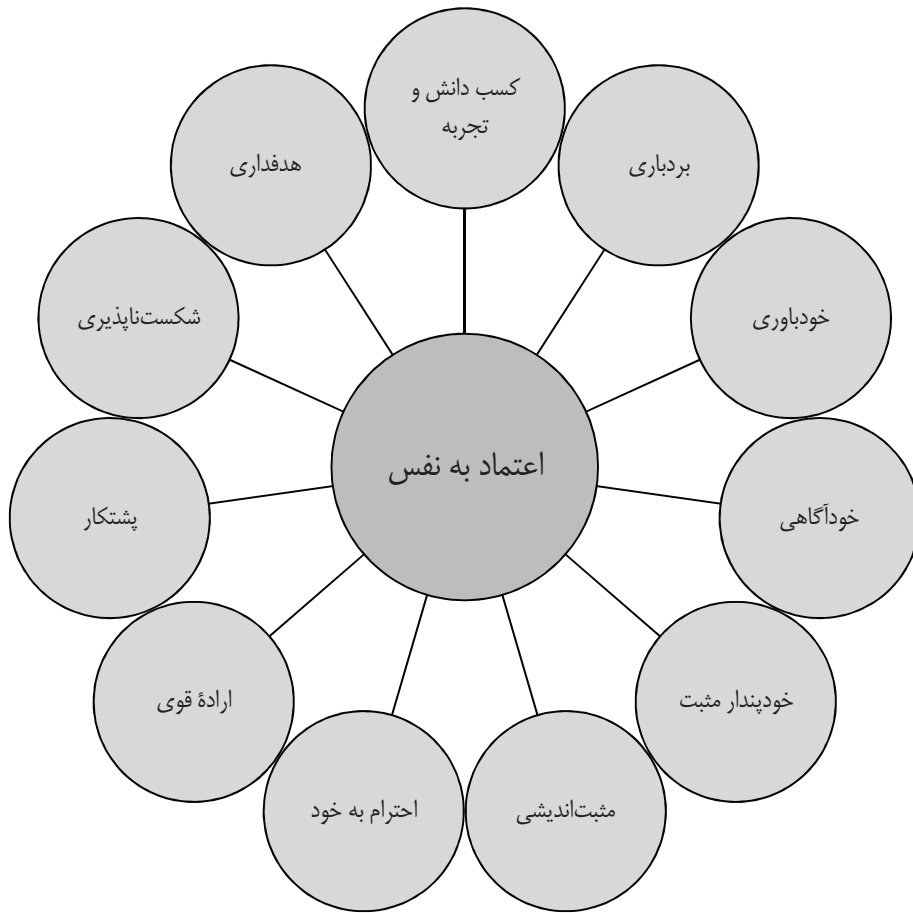 کسب دانش و
تجربه
هدفداری
بردباری
شکست‌ناپذیری
خودباوری
اعتماد به نفس
پشتکار
خودآگاهی
ارادهٔ قوی
خودپندار مثبت
احترام به خود
مثبت‌اندیشی